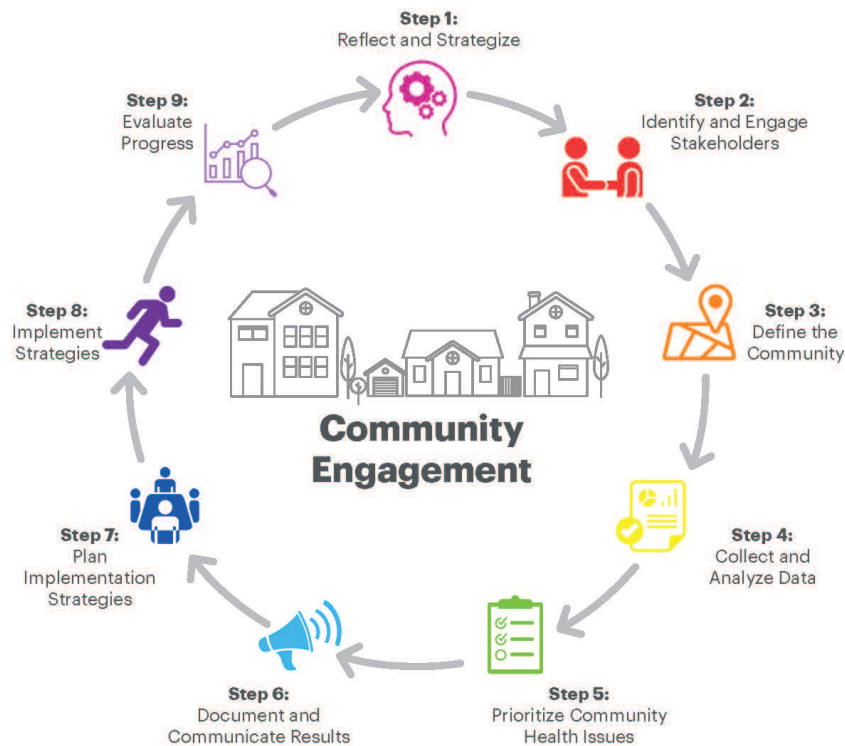 Step 1:
Reflect and Strategize
Step 2:
Identify and Engage
Stakeholders
Step 3:
Define the
Community
Step 4:
Collect and
Analyze Data
Step 5:
Prioritize Community
Health Issues
Step 6:
Document and
Communicate Results
Step 7:
Plan
Implementation
Strategies
Step 8:
Implement
Strategies
Step 9:
Evaluate
Progress
Community
Engagement